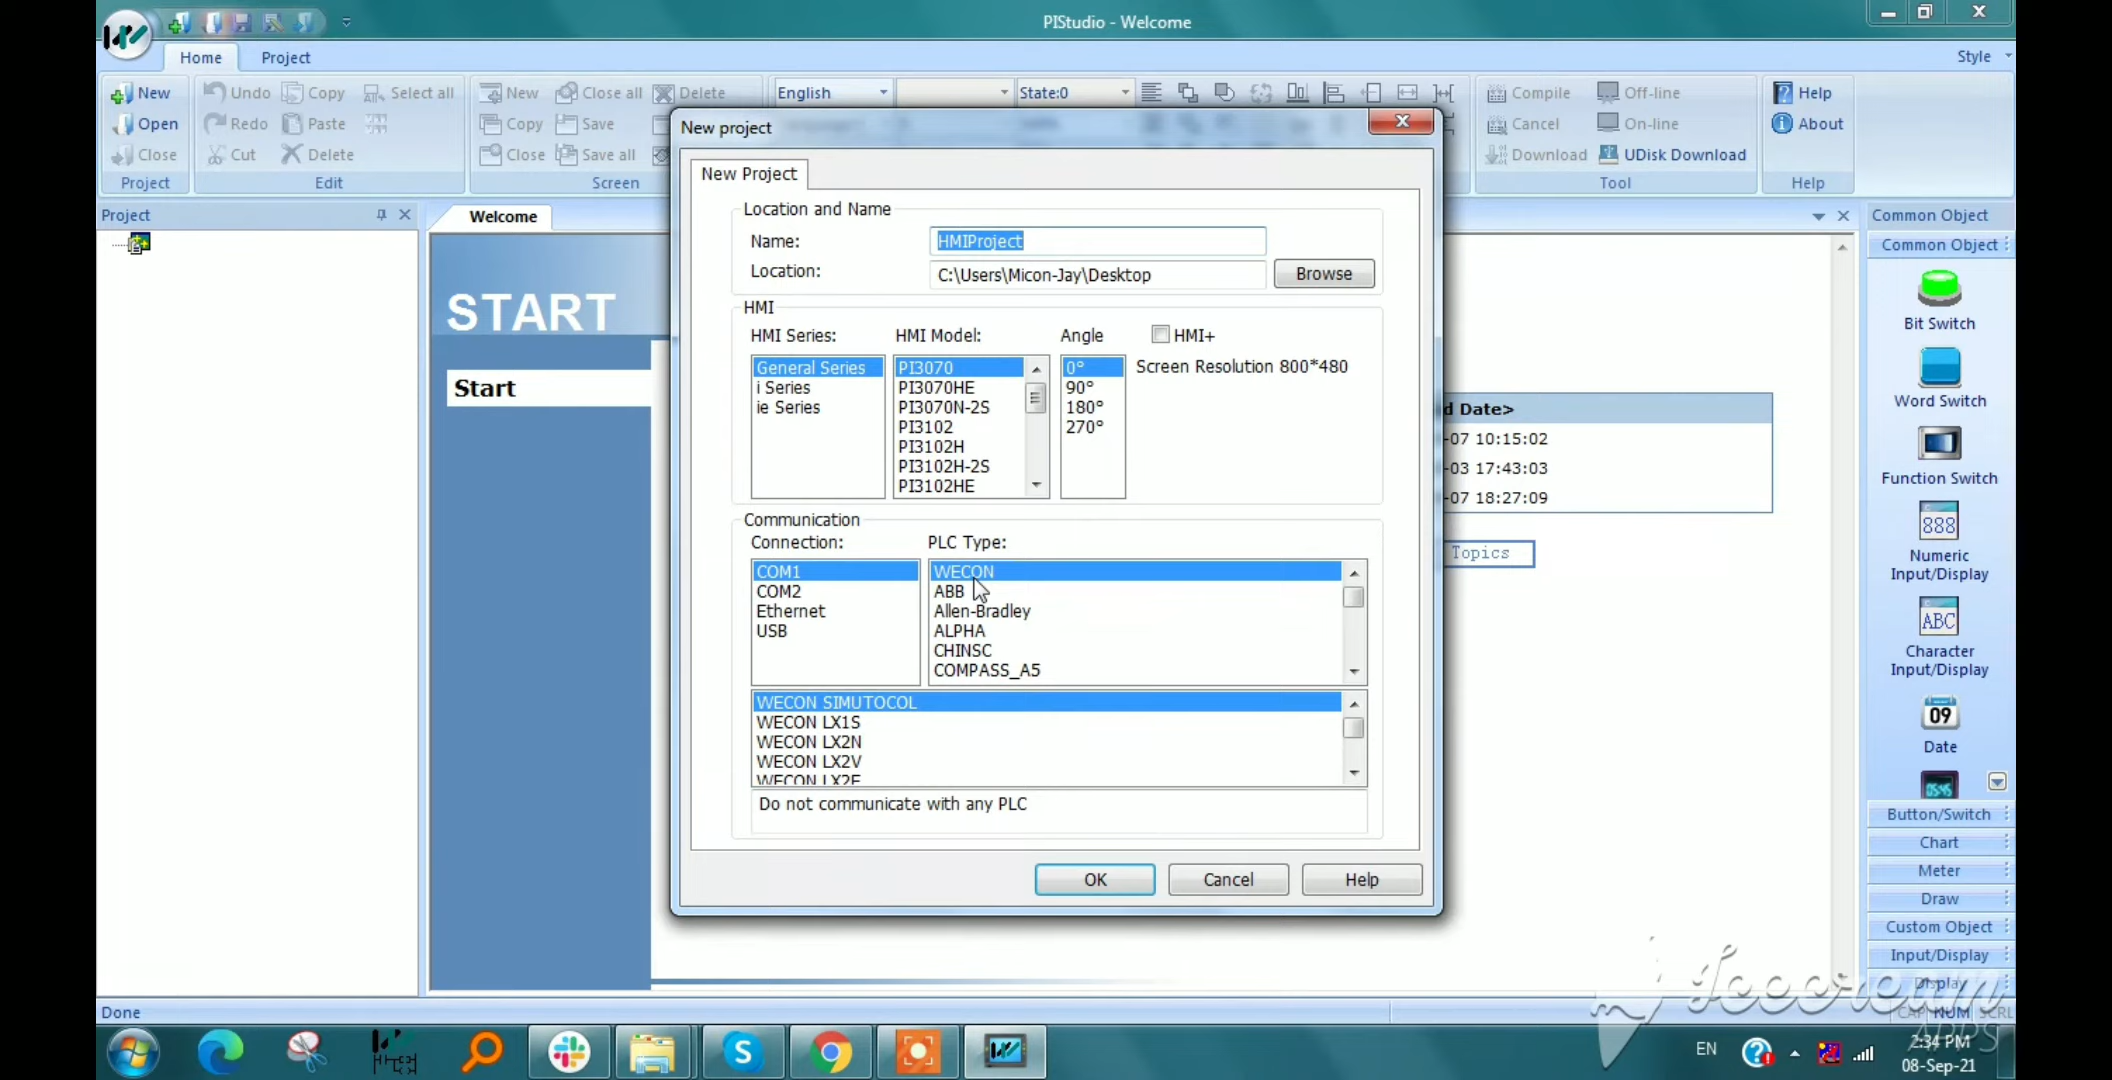 PIStudio - Welcome
Home Project Style
New Undo Copy Select all New Close all Delete English State:0 Compile Off-line Help
Open Redo Paste Copy Save Cancel On-line About
Close Cut Delete Close Save all Download UDisk Download
Project Edit Screen Tool Help
Project
Welcome
START
Start
New project
New Project
Location and Name
Name: HMIProject
Location: C:\Users\Micon-Jay\Desktop Browse
HMI
HMI Series: HMI Model: Angle HMI+
General Series PI3070 0° Screen Resolution 800*480
i Series PI3070HE 90°
ie Series PI3070N-2S 180°
PI3102 270°
PI3102H
PI3102H-2S
PI3102HE
Communication
Connection: PLC Type:
COM1 WECON
COM2 ABB
Ethernet Allen-Bradley
USB ALPHA
CHINSC
COMPASS_A5
WECON SIMUTOCOL
WECON LX1S
WECON LX2N
WECON LX2V
WECON LX2E
Do not communicate with any PLC
OK Cancel Help
d Date>
-07 10:15:02
-03 17:43:03
-07 18:27:09
Topics
Common Object
Common Object
Bit Switch
Word Switch
Function Switch
888
Numeric
Input/Display
ABC
Character
Input/Display
09
Date
Button/Switch
Chart
Meter
Draw
Custom Object
Input/Display
Display
Done
CAP NUM SCRL
Icecream
APPS
EN
2:34 PM
08-Sep-21